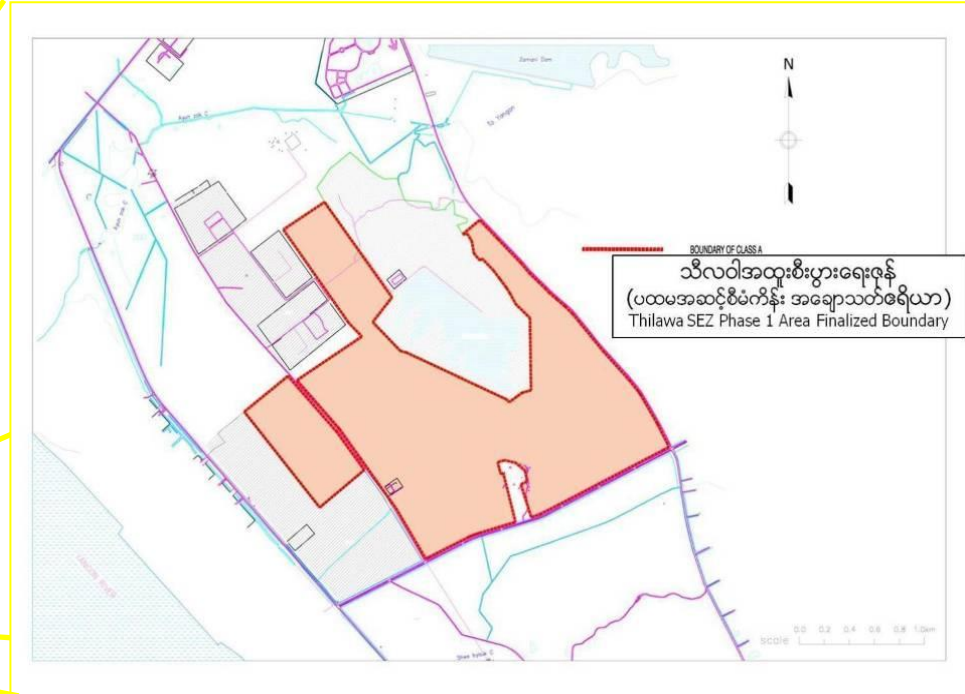 Zamani Dam
N
BOUNDARY OF CLASS A
သီလဝါအထူးစီးပွားရေးဇုန်
(ပထမအဆင့်စီမံကိန်း အချောသတ်ဧရိယာ)
Thilawa SEZ Phase 1 Area Finalized Boundary
RIVER
scale 0.0 0.2 0.4 0.6 0.8 1.0km